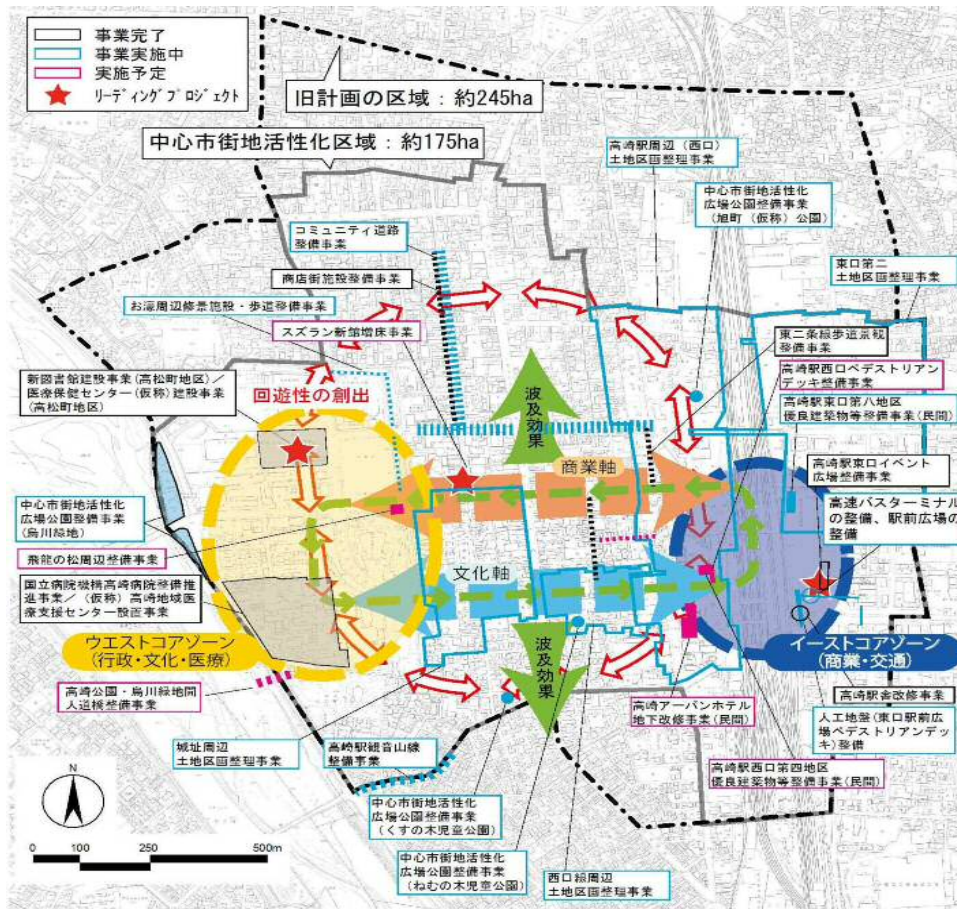 事業完了
事業実施中
実施予定
リーディングプロジェクト
旧計画の区域：約245ha
中心市街地活性化区域：約175ha
高崎駅周辺（西口）
土地区画整理事業
中心市街地活性化
広場公園整備事業
（旭町（仮称）公園）
コミュニティ道路
整備事業
商店街施設整備事業
お濠周辺修景施設・歩道整備事業
スズラン新館増床事業
東口第二
土地区画整理事業
東二条線歩道景観
整備事業
高崎駅西口ペデストリアン
デッキ整備事業
高崎駅東口第八地区
優良建築物等整備事業(民間)
新図書館建設事業(高松町地区)／
医療保健センター(仮称)建設事業
(高松町地区)
回遊性の創出
波及効果
商業軸
高崎駅東口イベント
広場整備事業
高速バスターミナル
の整備、駅前広場の
整備
中心市街地活性化
広場公園整備事業
(烏川緑地)
飛龍の松周辺整備事業
文化軸
国立病院機構高崎病院整備推
進事業／(仮称)高崎地域医
療支援センター設置事業
ウエストコアゾーン
(行政・文化・医療)
波及効果
イーストコアゾーン
(商業・交通)
高崎公園・烏川緑地間
人道橋整備事業
高崎アーバンホテル
地下改修事業(民間)
高崎駅舎改修事業
人工地盤(東口駅前広
場ペデストリアンデッ
キ)整備
城址周辺
土地区画整理事業
高崎駅観音山線
整備事業
高崎駅西口第四地区
優良建築物等整備事業(民間)
中心市街地活性化
広場公園整備事業
(くすの木児童公園)
中心市街地活性化
広場公園整備事業
(ねむの木児童公園)
西口線周辺
土地区画整理事業
N
0 100 250 500m